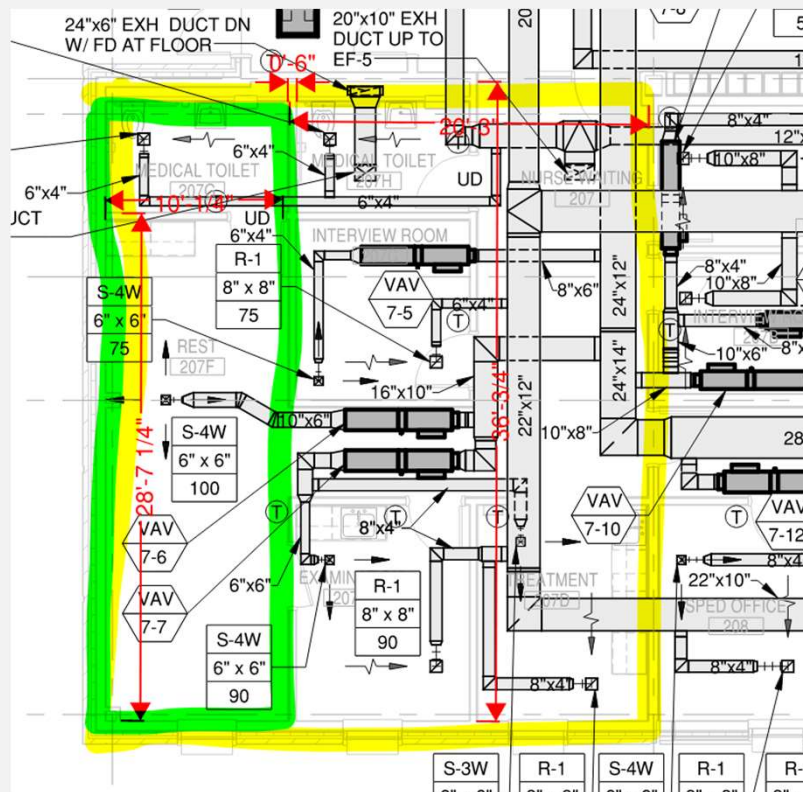 24"x6" EXH DUCT DN
W/ FD AT FLOOR
20"x10" EXH
DUCT UP TO
EF-5
20
7-8
5
T
0'-6"
20'-3"
8"x4"
12"x
T
6"x4"
MEDICAL TOILET
207G
6"x4"
MEDICAL TOILET
207H
UD
NURSE WAITING
207
10"x8"
10'-1/4"
6"x4"
UCT
UD
6"x4"
INTERVIEW ROOM
R-1
8" x 8"
75
VAV
7-5
6"x4"
T
8"x6"
24"x12"
8"x4"
10"x8"
S-4W
6" x 6"
75
REST
207F
16"x10"
24"x14"
T
10"x6"
8"x
36'-3/4"
22"x12"
10"x8"
28
10"x6"
S-4W
6" x 6"
100
28'-7 1/4"
VAV
7-6
T
8"x4"
T
VAV
7-10
T
VAV
7-12
VAV
7-7
6"x6"
R-1
8" x 8"
90
TREATMENT
207D
8"x4"
22"x10"
SPED OFFICE
208
S-4W
6" x 6"
90
8"x4"
8"x4"
S-3W
R-1
S-4W
R-1
R-